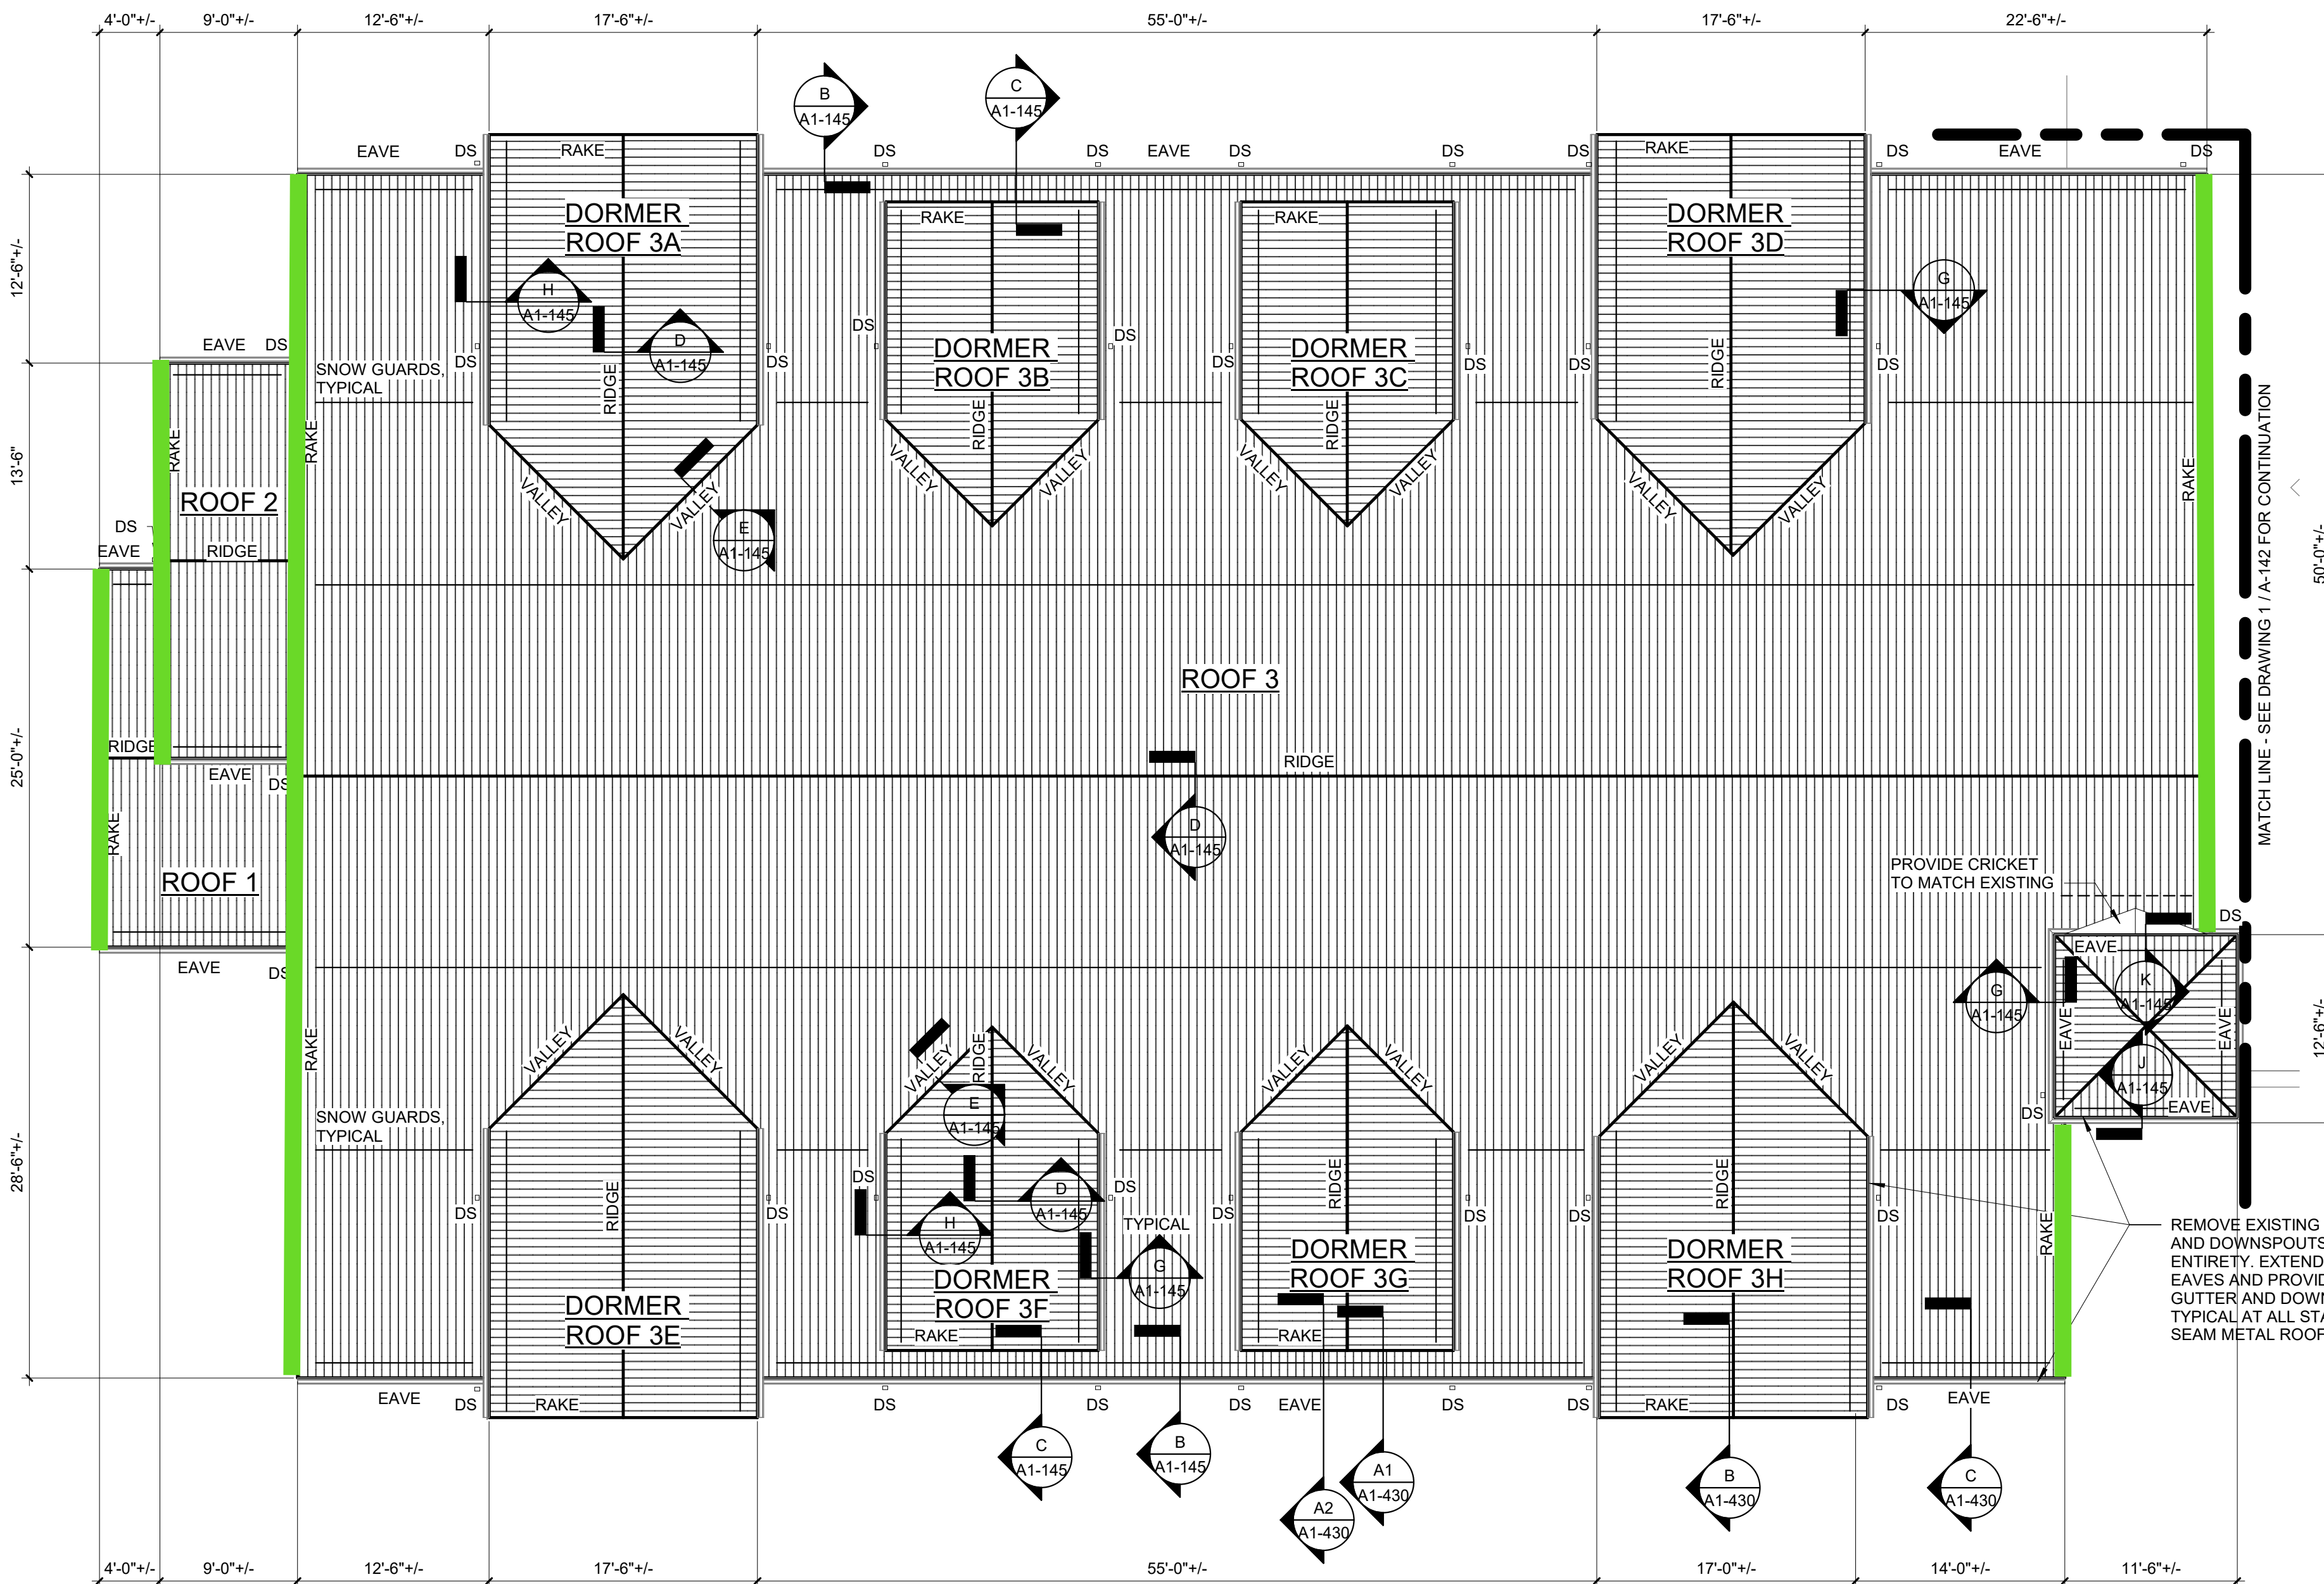 4'-0"+/- 9'-0"+/- 12'-6"+/- 17'-6"+/- 55'-0"+/- 17'-6"+/- 22'-6"+/-
B
A1-145
C
A1-145
EAVE DS RAKE DS DS EAVE DS DS DS RAKE DS EAVE DS
DORMER
ROOF 3A
RAKE
RAKE
DORMER
ROOF 3D
12'-6"+/-
H
A1-145
D
A1-145
G
A1-145
DS DS DS DS DS DS DS DS
EAVE DS
SNOW GUARDS,
TYPICAL
RIDGE
DORMER
ROOF 3B
DORMER
ROOF 3C
RIDGE
RIDGE
RIDGE
RAKE
RAKE
RAKE
13'-6"
VALLEY VALLEY VALLEY VALLEY VALLEY VALLEY VALLEY VALLEY
E
A1-145
ROOF 2
DS
EAVE
RIDGE
MATCH LINE - SEE DRAWING 1 / A-142 FOR CONTINUATION
50'-0"+/-
ROOF 3
25'-0"+/-
RIDGE
EAVE
DS
RIDGE
D
A1-145
RAKE
ROOF 1
EAVE DS
PROVIDE CRICKET
TO MATCH EXISTING
DS
EAVE
K
A1-145
G
A1-145
EAVE
EAVE
J
A1-145
EAVE
DS
12'-6"+/-
RAKE
VALLEY VALLEY VALLEY VALLEY VALLEY VALLEY VALLEY VALLEY
RIDGE
E
A1-145
SNOW GUARDS,
TYPICAL
28'-6"+/-
DS DS DS DS DS DS DS DS
RIDGE
RIDGE
RIDGE
D
A1-145
H
A1-145
TYPICAL
G
A1-145
DORMER
ROOF 3E
DORMER
ROOF 3F
DORMER
ROOF 3G
DORMER
ROOF 3H
RAKE
RAKE
RAKE
REMOVE EXISTING
AND DOWNSPOUTS
ENTIRETY. EXTEND
EAVES AND PROVID
GUTTER AND DOWN
TYPICAL AT ALL STA
SEAM METAL ROOF
EAVE DS RAKE DS DS DS EAVE DS DS RAKE DS EAVE
C
A1-145
B
A1-145
A2
A1-430
A1
A1-430
B
A1-430
C
A1-430
4'-0"+/- 9'-0"+/- 12'-6"+/- 17'-6"+/- 55'-0"+/- 17'-0"+/- 14'-0"+/- 11'-6"+/-